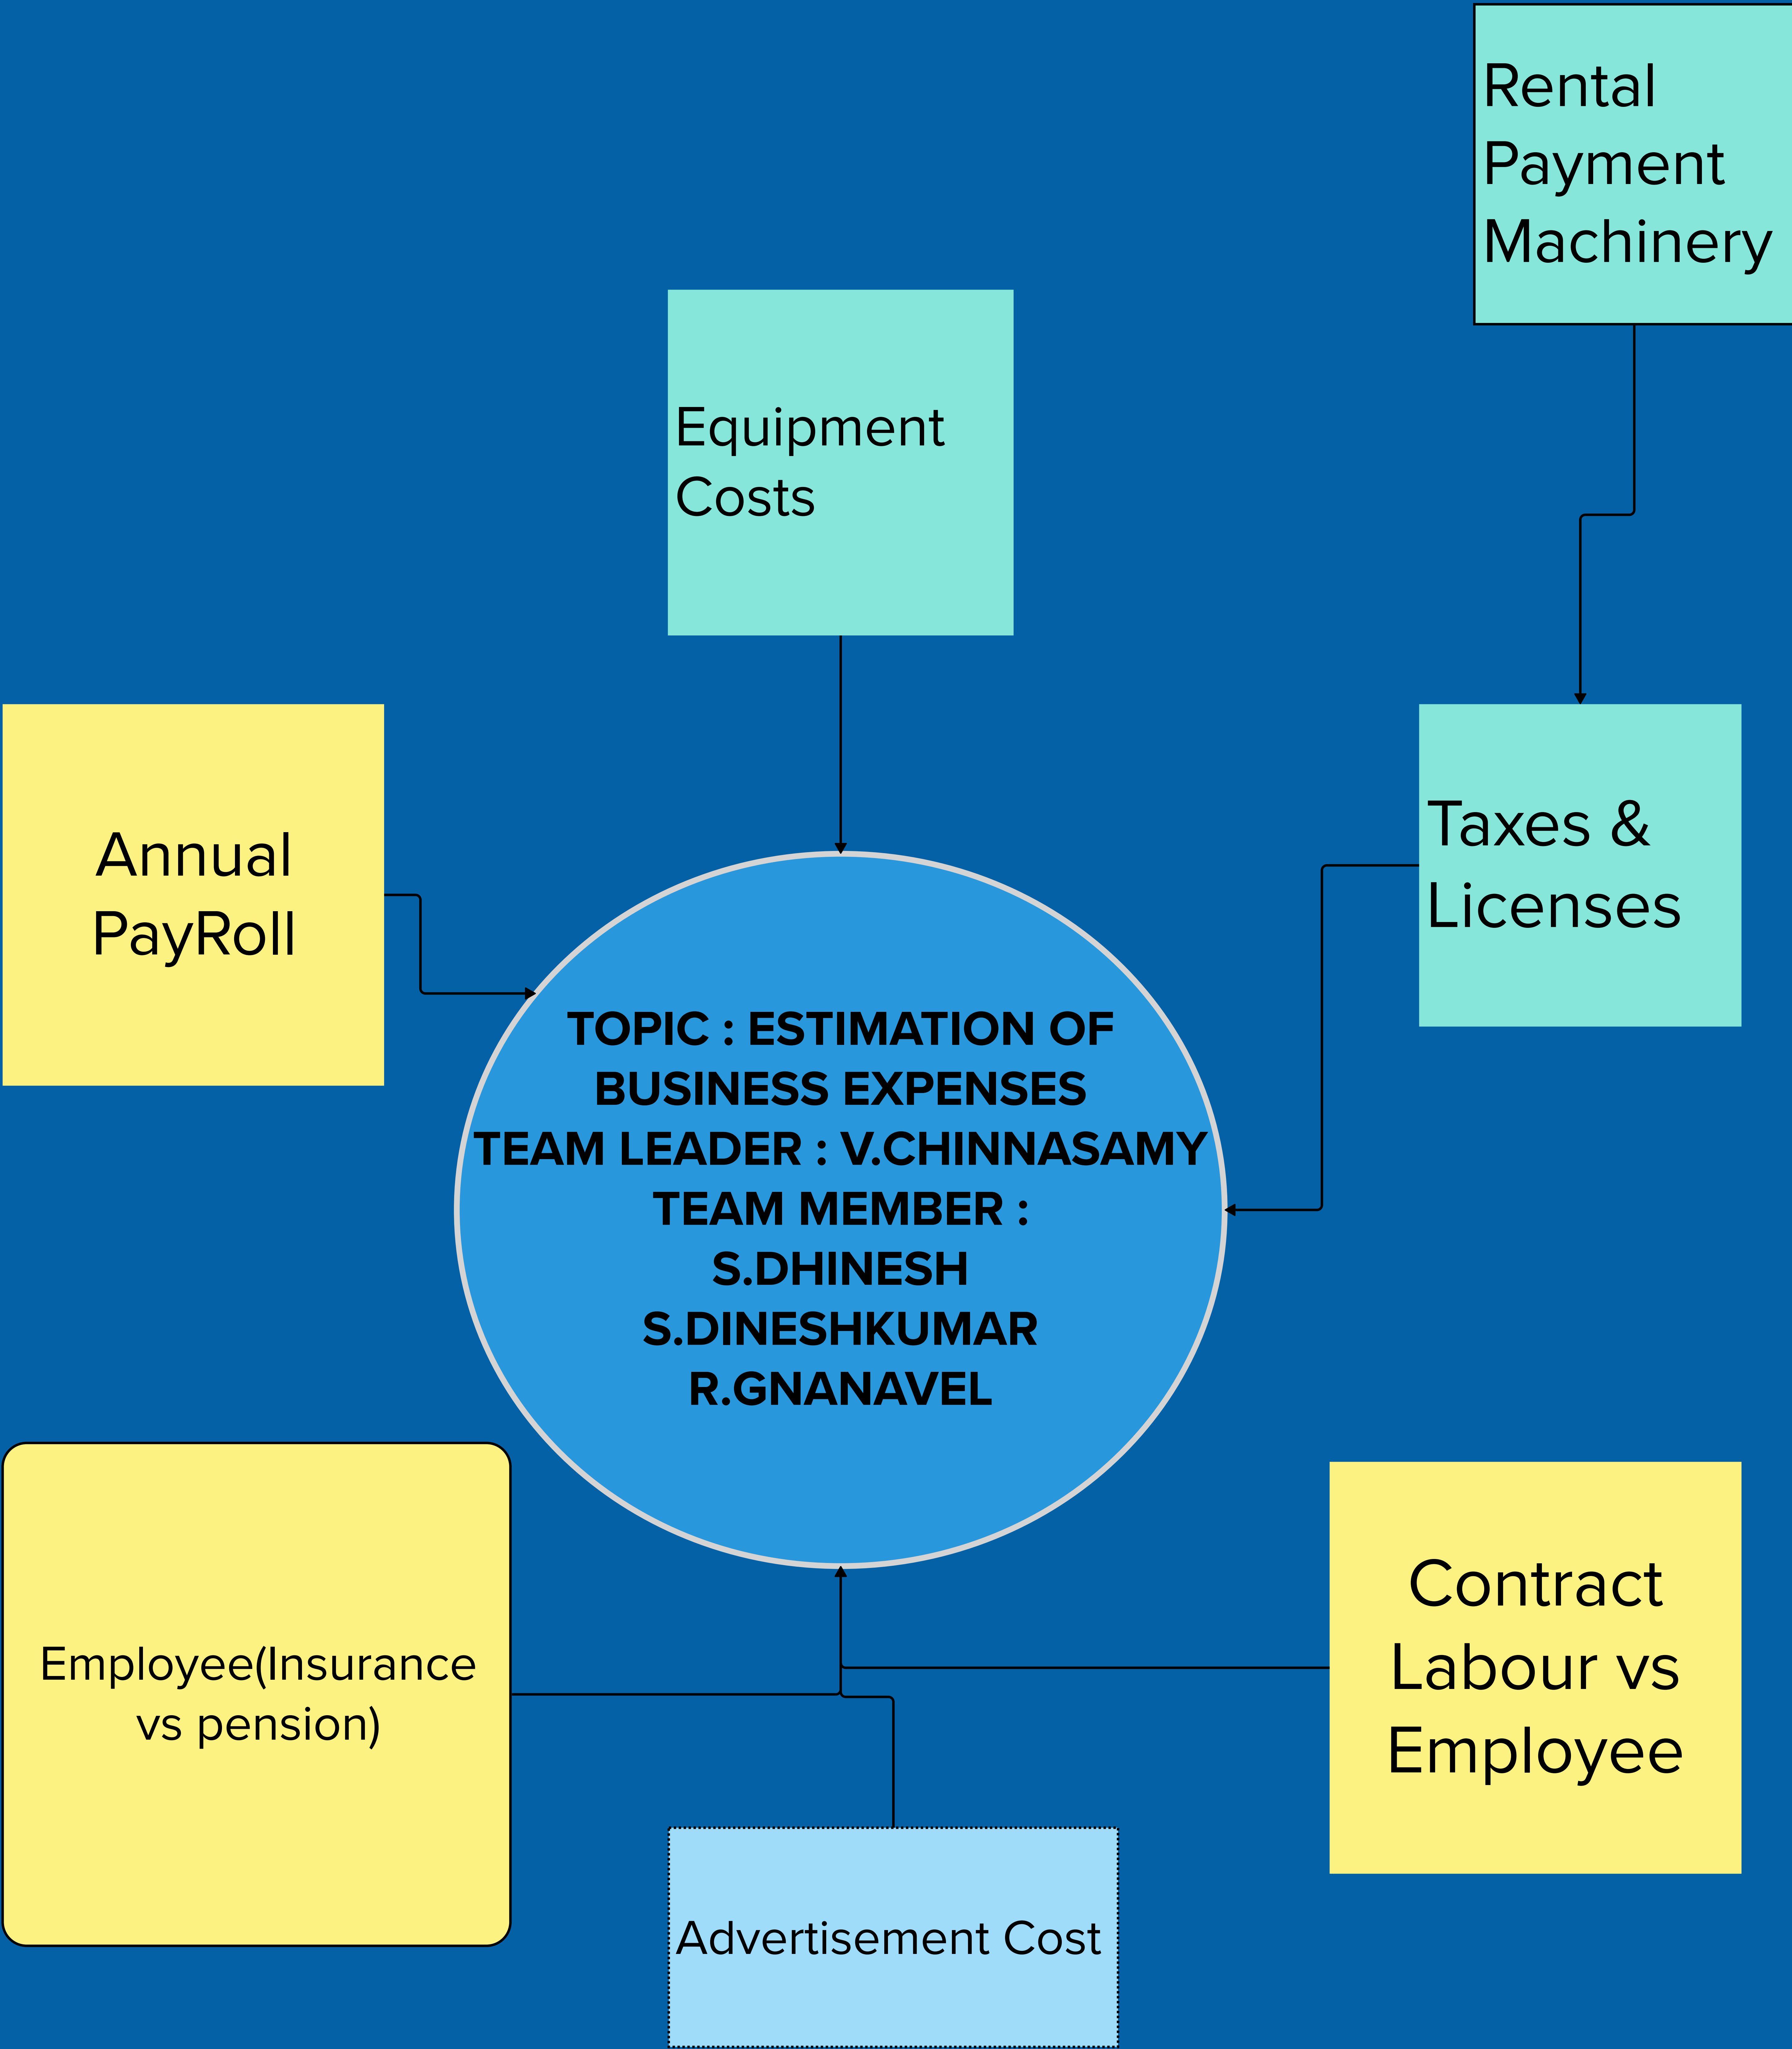 Rental
Payment
Machinery
Equipment
Costs
Annual
PayRoll
Taxes &
Licenses
TOPIC : ESTIMATION OF
BUSINESS EXPENSES
TEAM LEADER : V.CHINNASAMY
TEAM MEMBER :
S.DHINESH
S.DINESHKUMAR
R.GNANAVEL
Employee(Insurance
vs pension)
Contract
Labour vs
Employee
Advertisement Cost